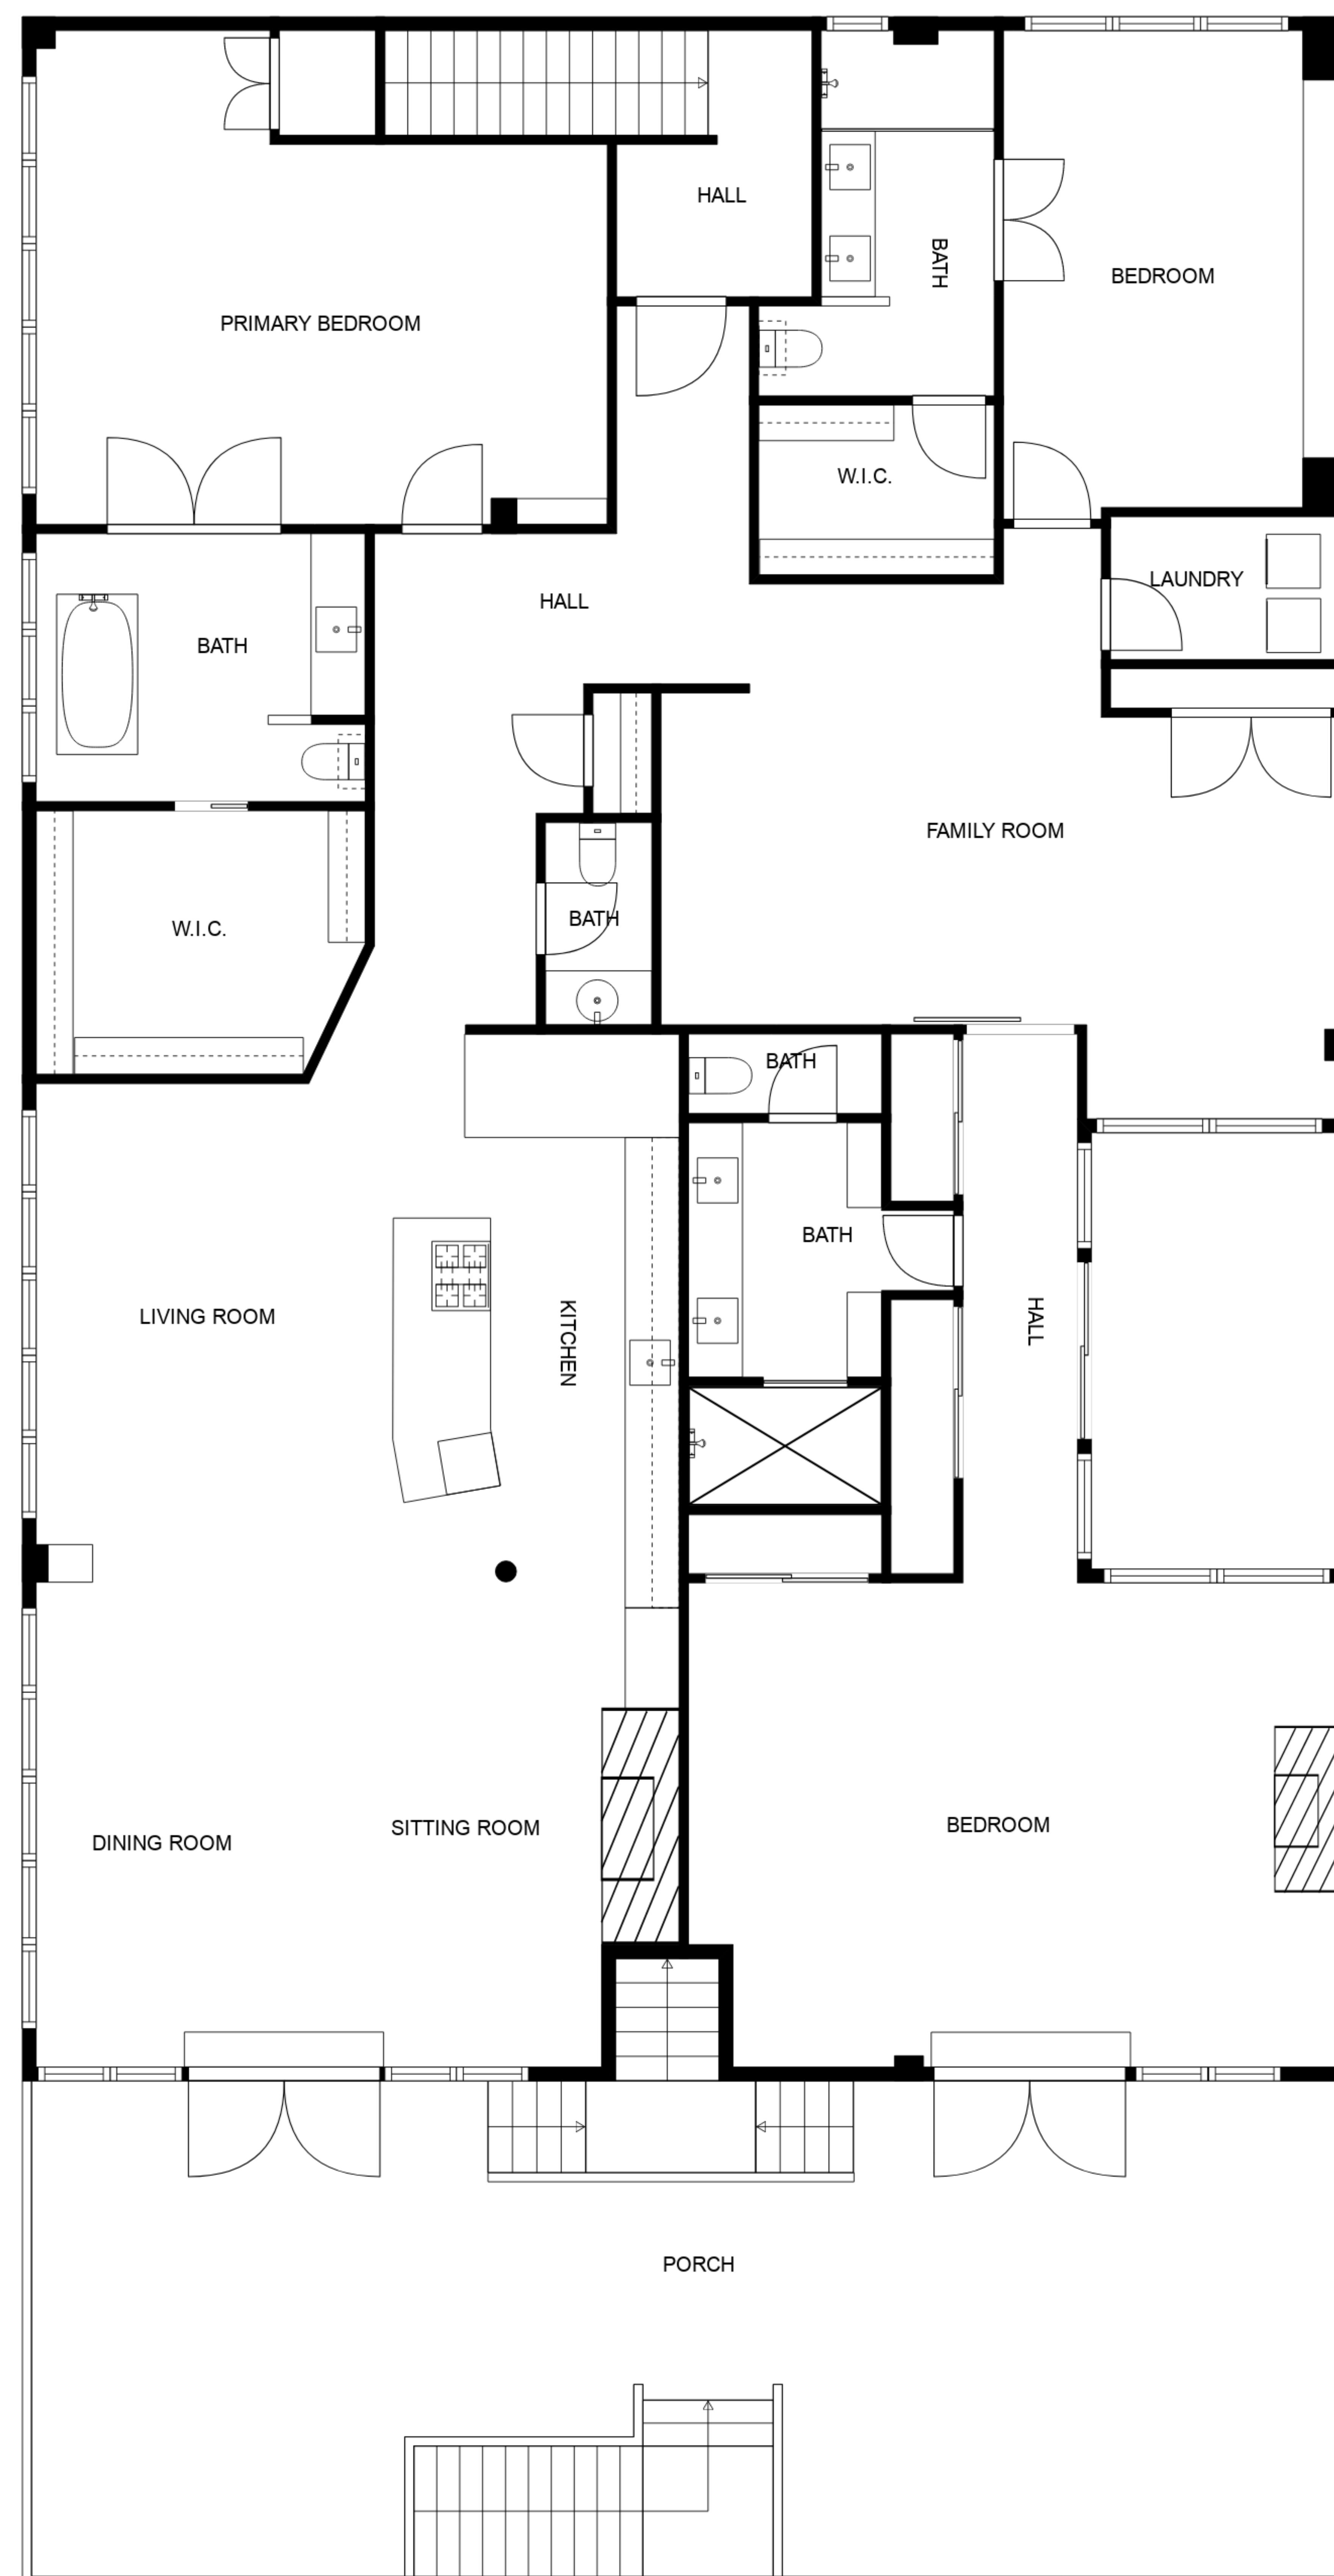 HALL
BATH
BEDROOM
PRIMARY BEDROOM
W.I.C.
LAUNDRY
HALL
BATH
FAMILY ROOM
BATH
W.I.C.
BATH
BATH
HALL
LIVING ROOM
KITCHEN
SITTING ROOM
BEDROOM
DINING ROOM
PORCH